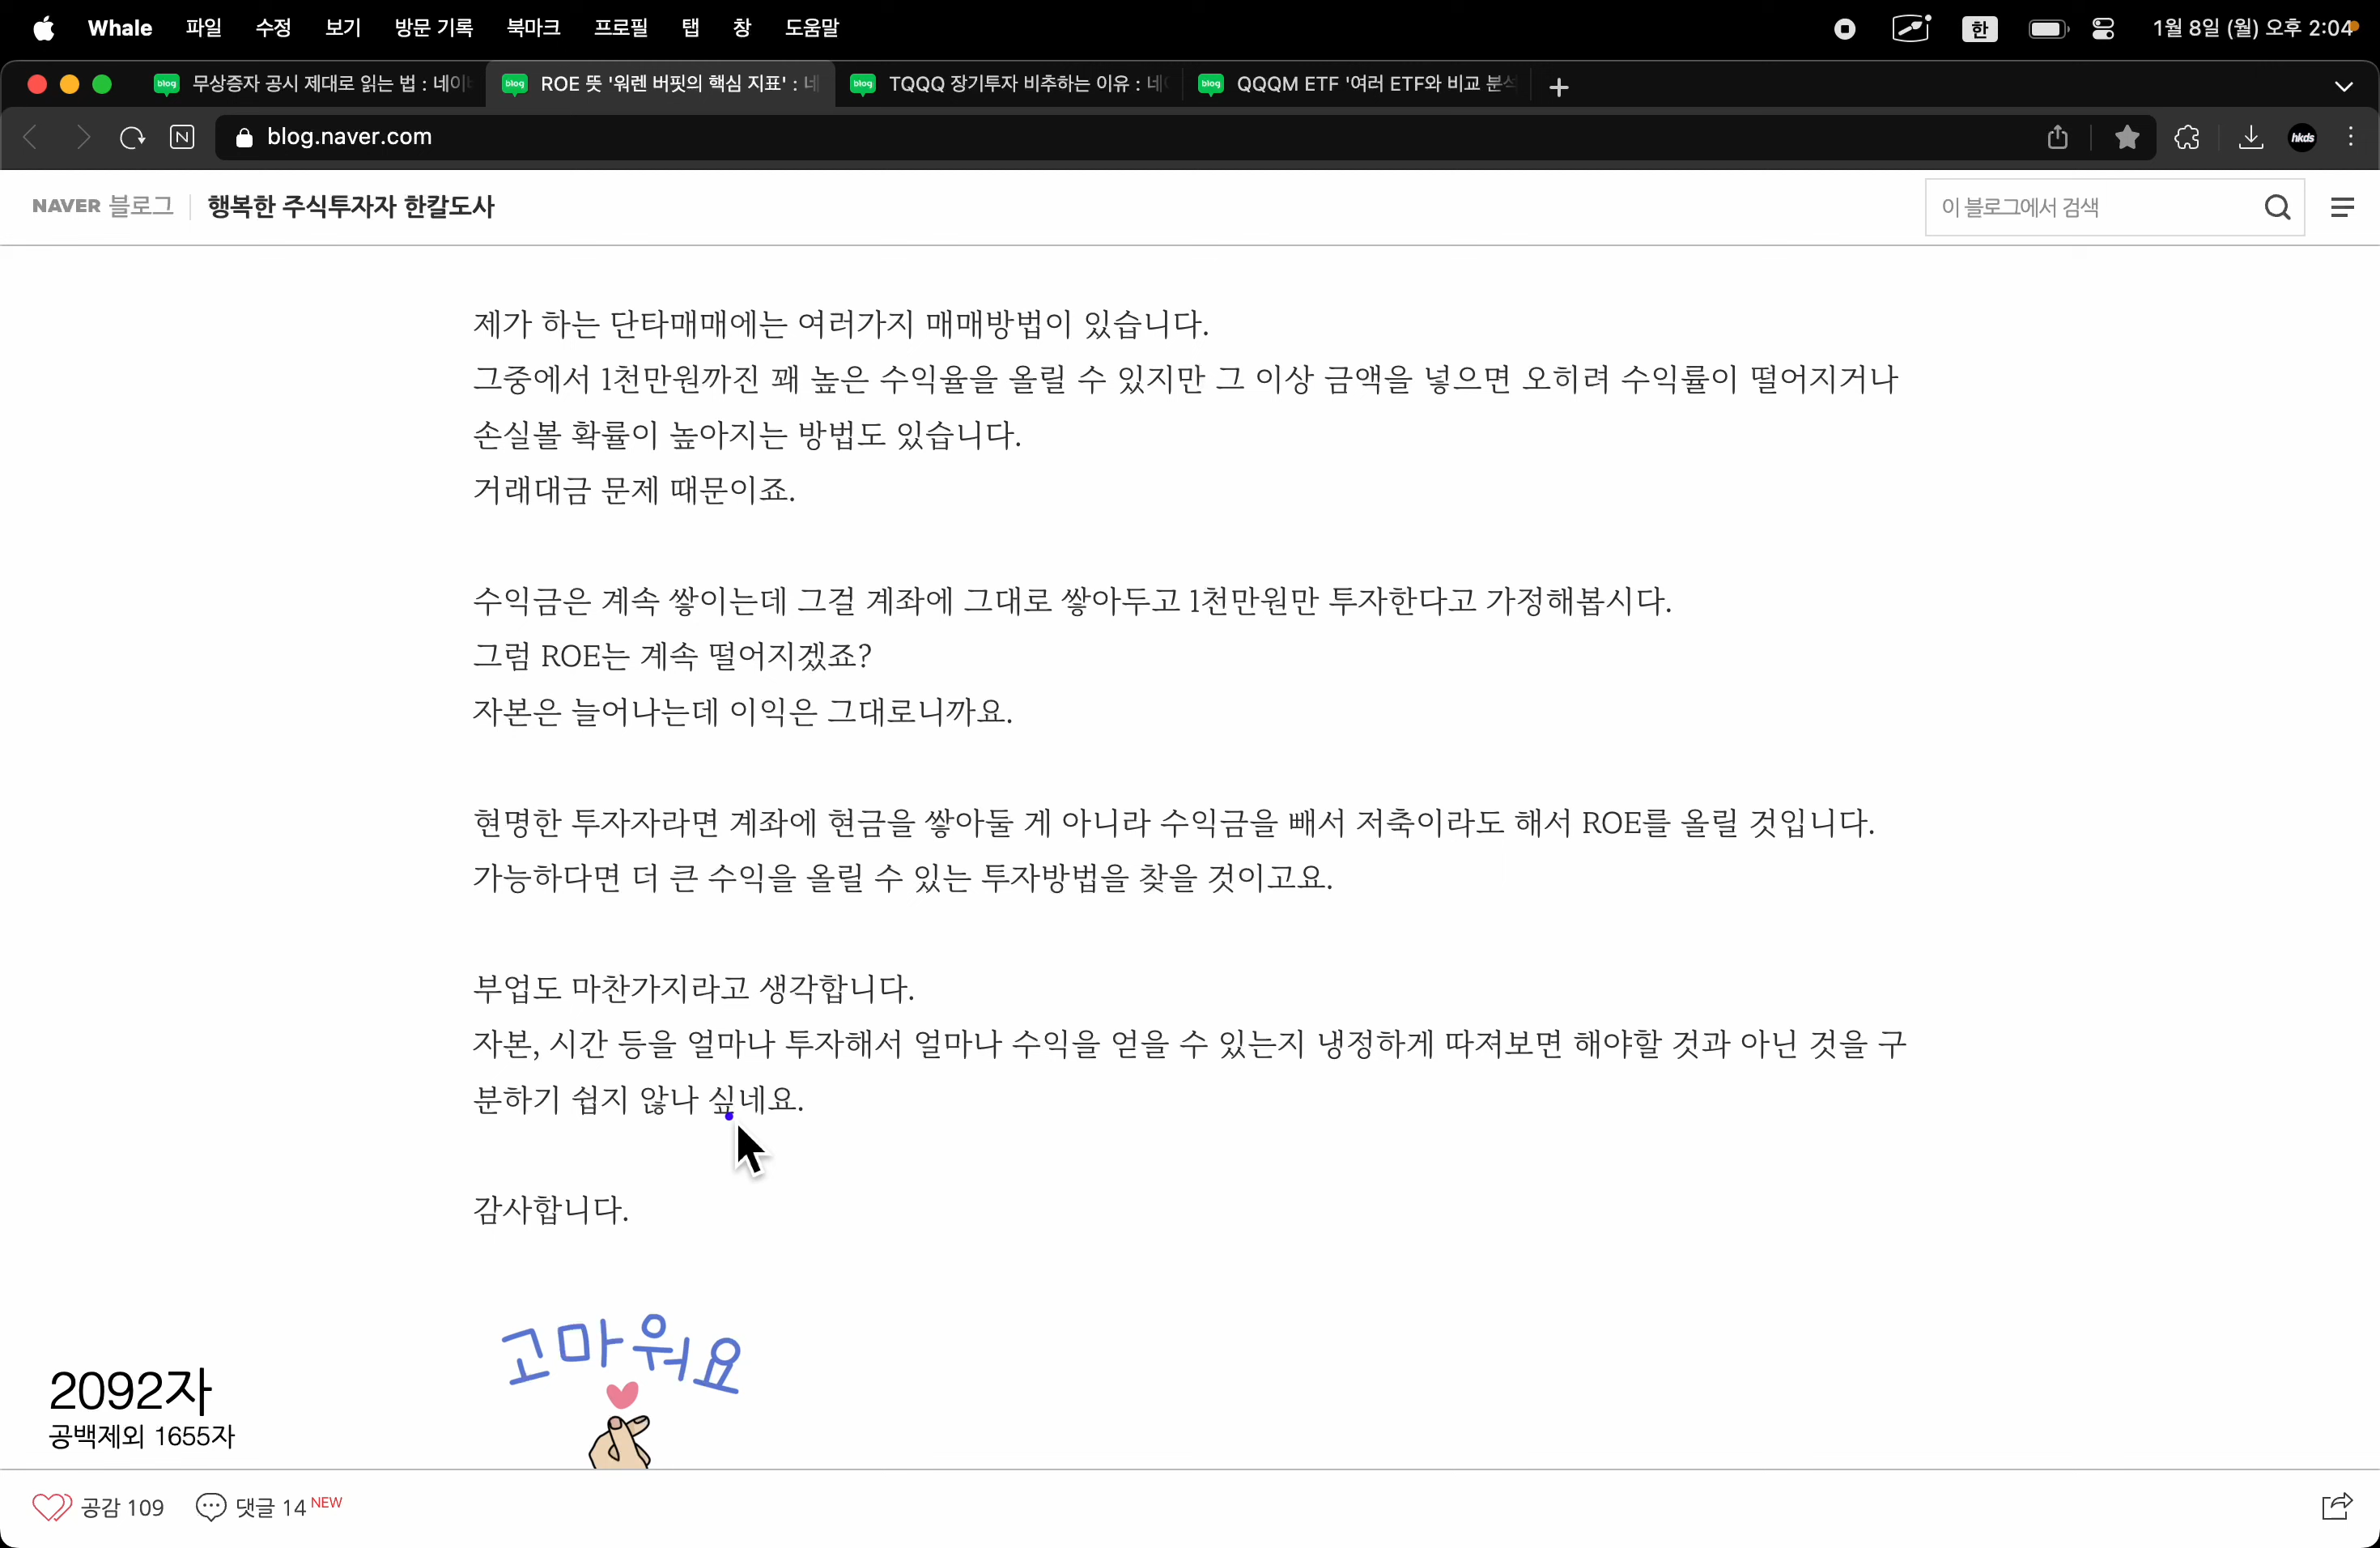 Whale 파일 수정 보기 방문 기록 북마크 프로필 탭 창 도움말 한 1월 8일 (월) 오후 2:04
blog 무상증자 공시 제대로 읽는 법 : 네이 blog ROE 뜻 '워렌 버핏의 핵심 지표' : 네 blog TQQQ 장기투자 비추하는 이유 : 네 blog QQQM ETF '여러 ETF와 비교 분석
N blog.naver.com hkds
NAVER 블로그 행복한 주식투자자 한칼도사 이 블로그에서 검색
제가 하는 단타매매에는 여러가지 매매방법이 있습니다.
그중에서 1천만원까진 꽤 높은 수익율을 올릴 수 있지만 그 이상 금액을 넣으면 오히려 수익률이 떨어지거나
손실볼 확률이 높아지는 방법도 있습니다.
거래대금 문제 때문이죠.
수익금은 계속 쌓이는데 그걸 계좌에 그대로 쌓아두고 1천만원만 투자한다고 가정해봅시다.
그럼 ROE는 계속 떨어지겠죠?
자본은 늘어나는데 이익은 그대로니까요.
현명한 투자자라면 계좌에 현금을 쌓아둘 게 아니라 수익금을 빼서 저축이라도 해서 ROE를 올릴 것입니다.
가능하다면 더 큰 수익을 올릴 수 있는 투자방법을 찾을 것이고요.
부업도 마찬가지라고 생각합니다.
자본, 시간 등을 얼마나 투자해서 얼마나 수익을 얻을 수 있는지 냉정하게 따져보면 해야할 것과 아닌 것을 구
분하기 쉽지 않나 싶네요.
감사합니다.
고마워요
2092자
공백제외 1655자
공감 109 댓글 14 NEW